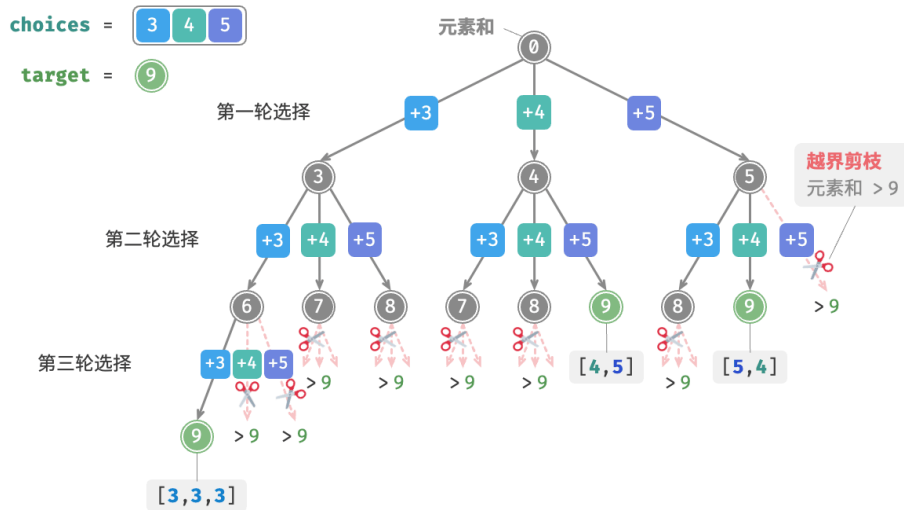 choices = 3 4 5
元素和
0
target = 9
第一轮选择
+3 +4 +5
越界剪枝
元素和 > 9
3 4 5
第二轮选择
+3 +4 +5 +3 +4 +5 +3 +4 +5
> 9
6 7 8 7 8 9 8 9
第三轮选择
+3 +4 +5
[4,5] [5,4]
> 9 > 9 > 9 > 9 > 9
9 > 9 > 9
[3,3,3]